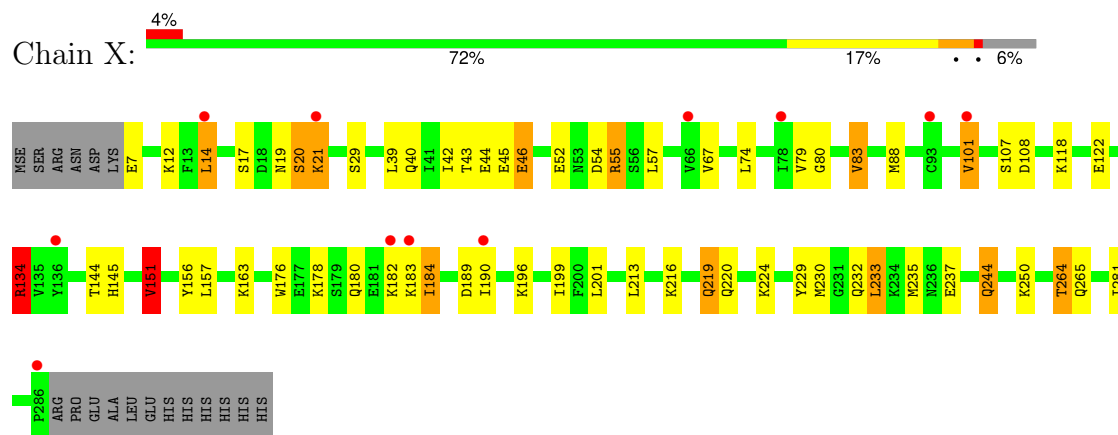 4%
Chain X:
72% 17% • • 6%
MSE SER ARG ASN ASP LYS E7 K12 F13 L14 S17 D18 N19 S20 K21 S29 L39 Q40 I41 I42 T43 E44 E45 E46 E52 N53 D54 R55 S56 L57 V66 V67 L74 I78 V79 G80 V83 M88 C93 V101 S107 D108 K118 E122
R134 V135 Y136 T144 H145 V151 Y156 L157 K163 W176 E177 K178 S179 Q180 E181 K182 K183 I184 D189 I190 K196 I199 F200 L201 L213 K216 Q219 Q220 K224 Y229 M230 G231 Q232 L233 K234 M235 N236 E237 Q244 K250 T264 Q265
P286 ARG PRO GLU ALA LEU GLU HIS HIS HIS HIS HIS HIS